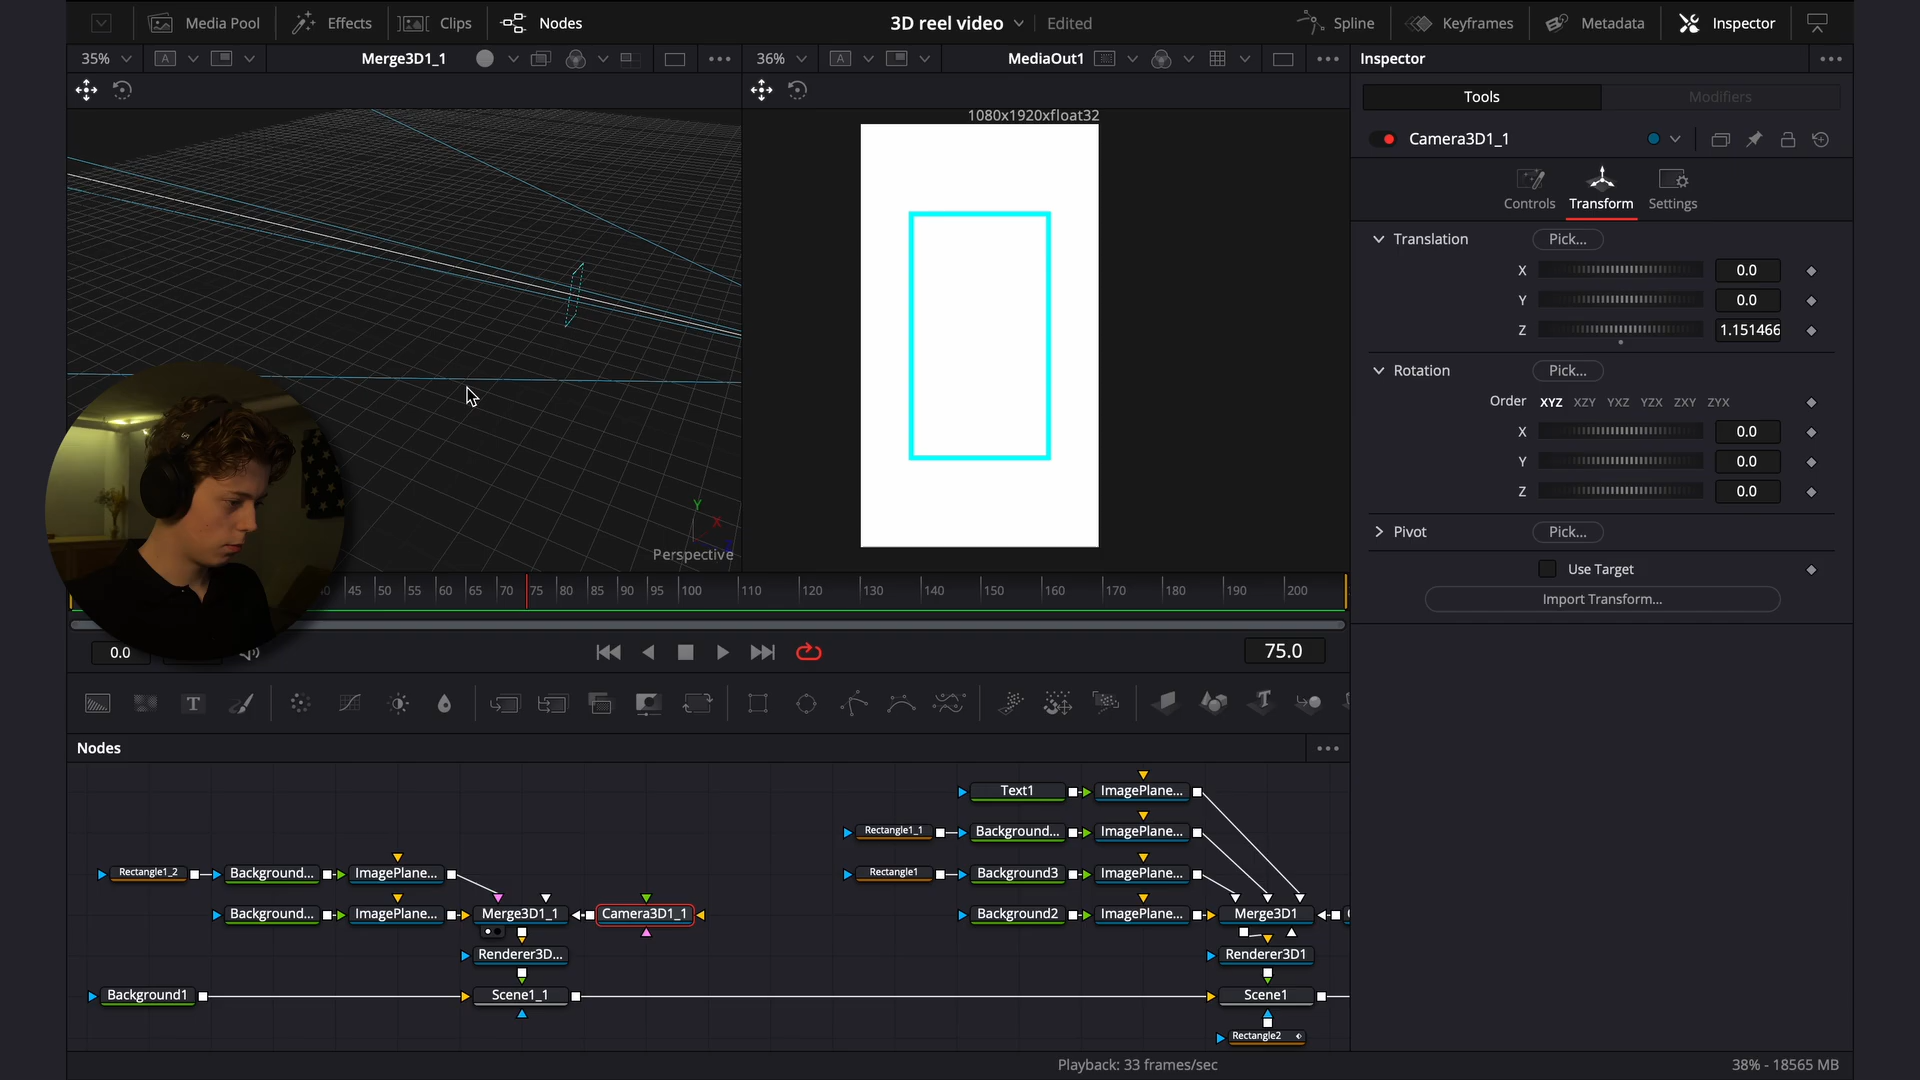 Media Pool
Effects
Clips
Nodes
3D reel video
Edited
Spline
Keyframes
Metadata
Inspector
35%
A
Merge3D1_1
36%
A
MediaOut1
Inspector
Tools
Modifiers
1080x1920xfloat32
Camera3D1_1
Controls
Transform
Settings
Translation
Pick...
X
0.0
Y
0.0
Z
1.151466
Rotation
Pick...
Order
XYZ
XZY
YXZ
YZX
ZXY
ZYX
X
0.0
Y
0.0
Z
0.0
Pivot
Pick...
Use Target
Import Transform...
Y
X
Perspective
45 50 55 60 65 70 75 80 85 90 95 100 110 120 130 140 150 160 170 180 190 200
0.0
75.0
T
Nodes
Text1
ImagePlane...
Rectangle1_1
Background...
ImagePlane...
Rectangle1_2
Background...
ImagePlane...
Rectangle1
Background3
ImagePlane...
Background...
ImagePlane...
Merge3D1_1
Camera3D1_1
Background2
ImagePlane...
Merge3D1
Renderer3D...
Renderer3D1
Background1
Scene1_1
Scene1
Rectangle2
Playback: 33 frames/sec
38% - 18565 MB